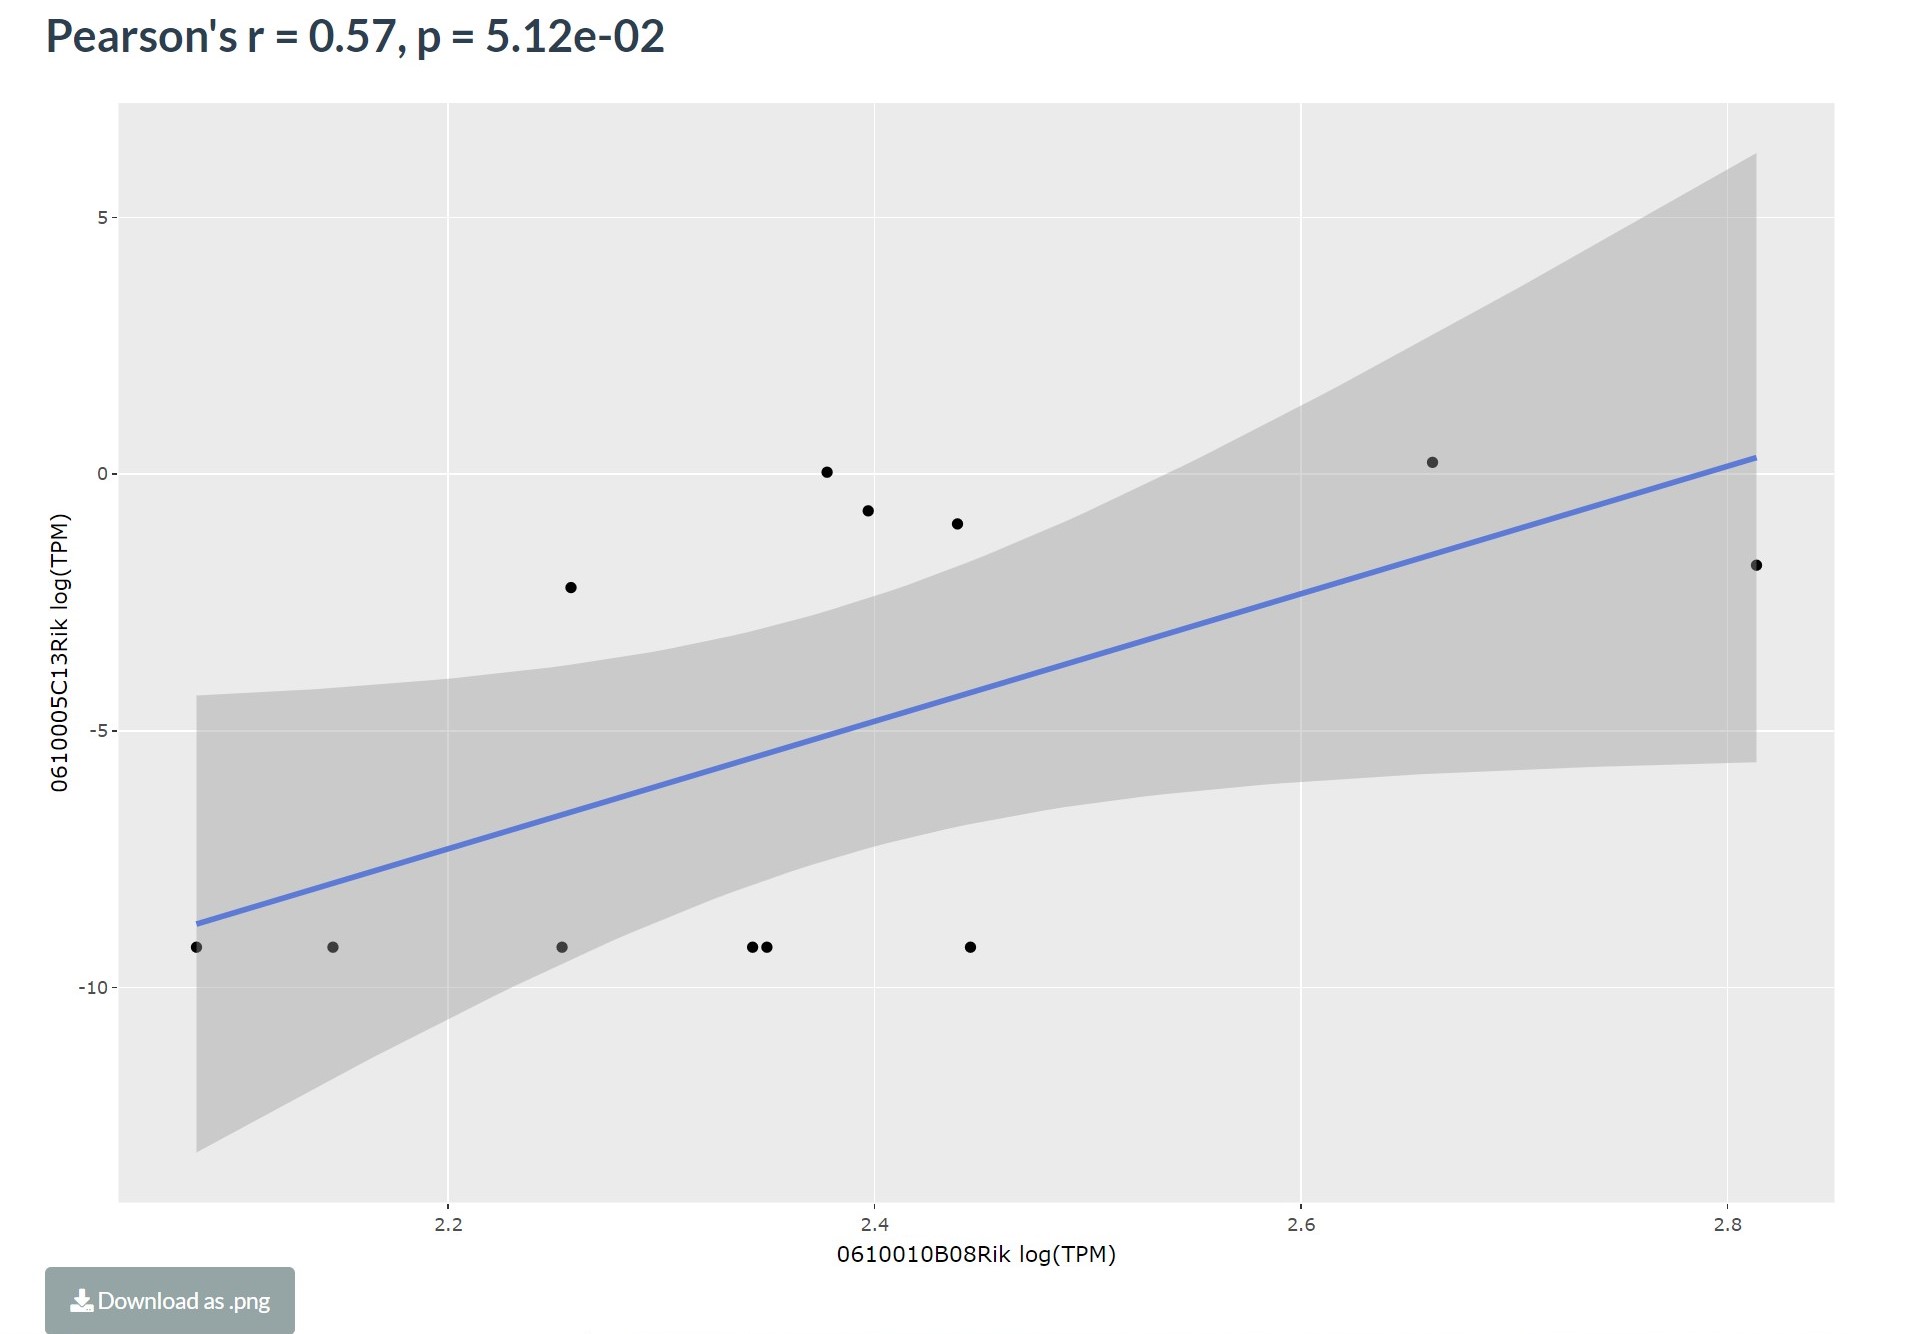 Pearson's r = 0.57, p = 5.12e-02
5
0
-5
-10
0610005C13Rik log(TPM)
2.2 2.4 2.6 2.8
0610010B08Rik log(TPM)
Download as .png